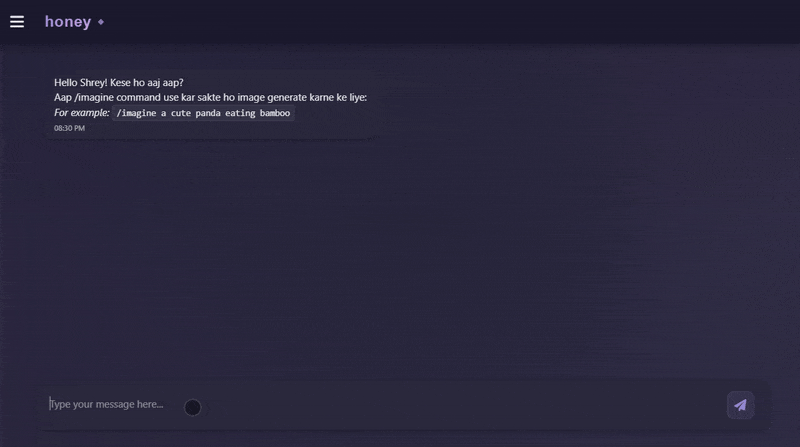 honey
Hello Shrey! Kese ho aaj aap?
Aap /imagine command use kar sakte ho image generate karne ke liye:
For example: /imagine a cute panda eating bamboo
08:30 PM
Type your message here...